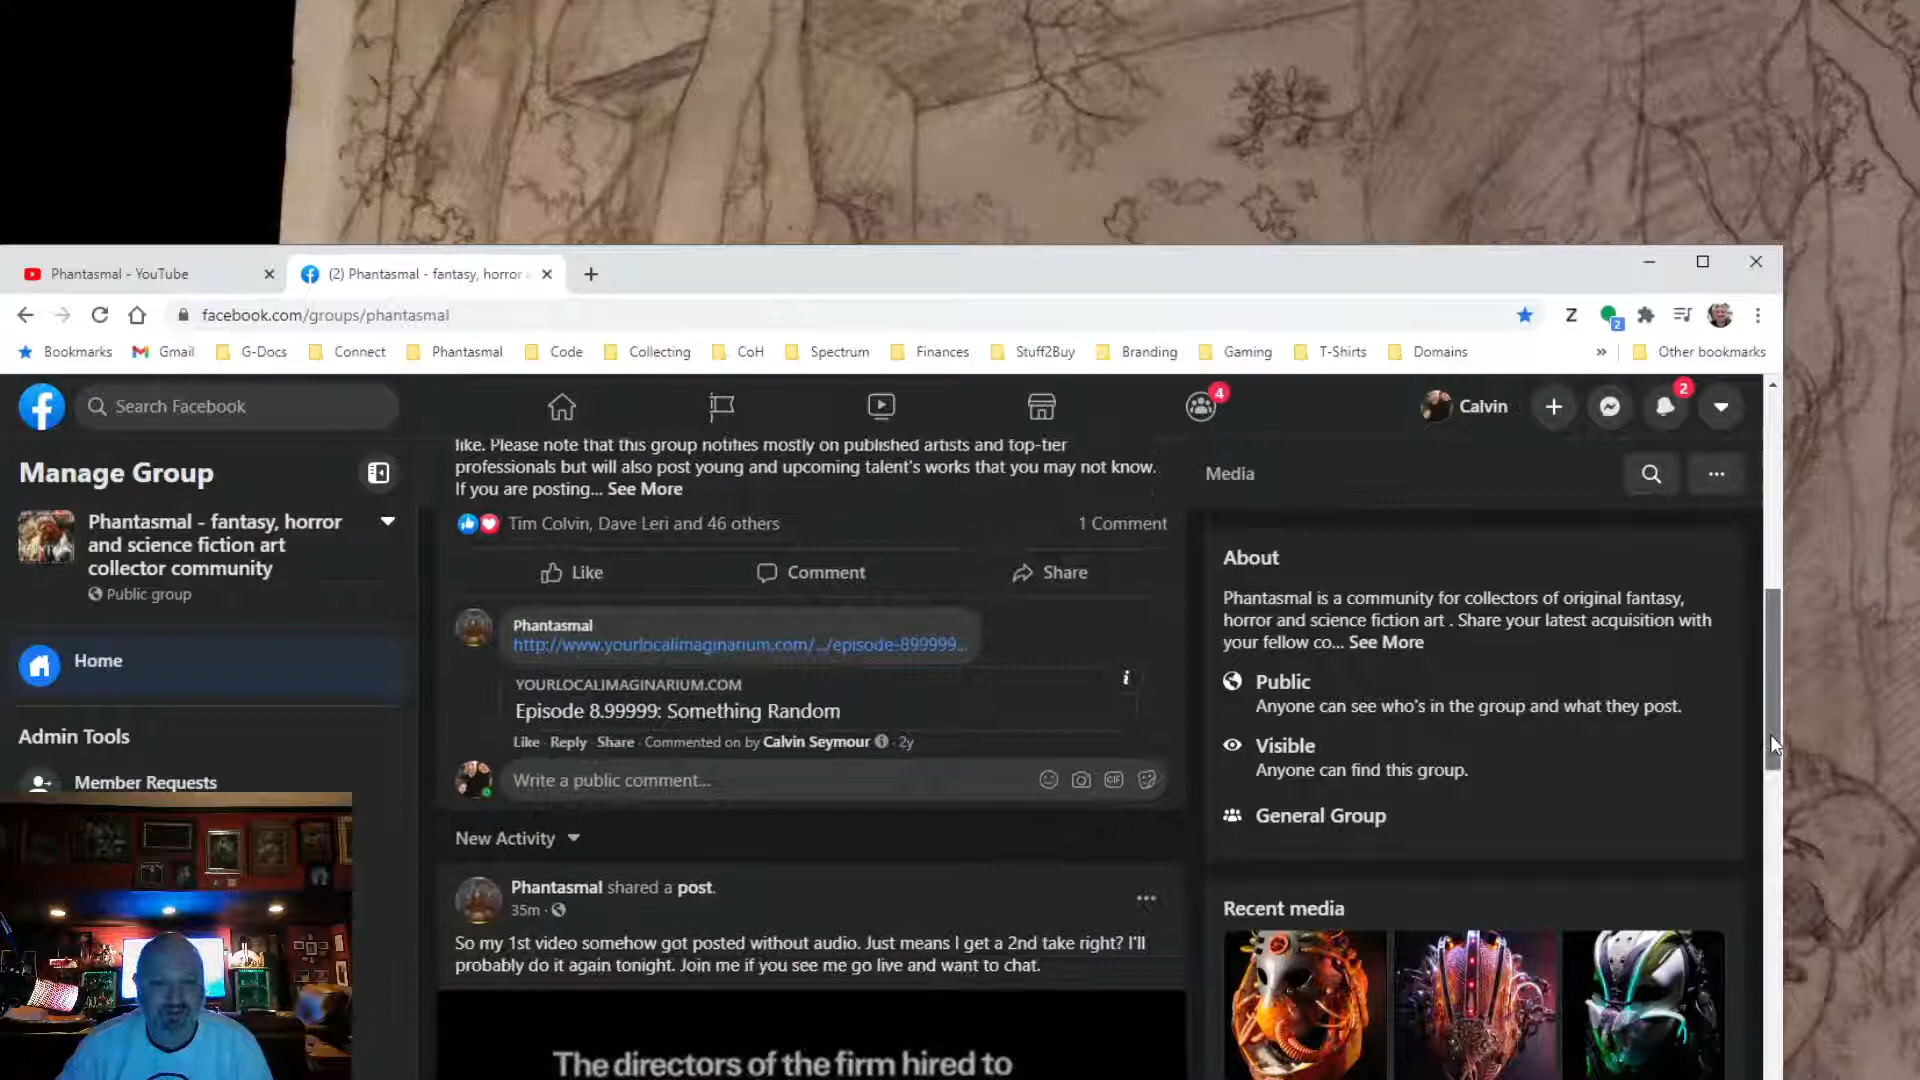 Phantasmal - YouTube
(2) Phantasmal - fantasy, horror
facebook.com/groups/phantasmal
Z
2
Bookmarks
Gmail
G-Docs
Connect
Phantasmal
Code
Collecting
CoH
Spectrum
Finances
Stuff2Buy
Branding
Gaming
T-Shirts
Domains
»
Other bookmarks
Search Facebook
4
Calvin
2
Manage Group
Phantasmal - fantasy, horror
and science fiction art
collector community
Public group
Home
Admin Tools
Member Requests
like. Please note that this group notifies mostly on published artists and top-tier
professionals but will also post young and upcoming talent's works that you may not know.
If you are posting... See More
Tim Colvin, Dave Leri and 46 others
1 Comment
Like
Comment
Share
Phantasmal
http://www.yourlocalimaginarium.com/.../episode-899999...
YOURLOCALIMAGINARIUM.COM
Episode 8.99999: Something Random
Like · Reply · Share · Commented on by Calvin Seymour · 2y
Write a public comment...
GIF
New Activity
Phantasmal shared a post.
35m ·
So my 1st video somehow got posted without audio. Just means I get a 2nd take right? I'll
probably do it again tonight. Join me if you see me go live and want to chat.
The directors of the firm hired to
Media
About
Phantasmal is a community for collectors of original fantasy,
horror and science fiction art . Share your latest acquisition with
your fellow co... See More
Public
Anyone can see who's in the group and what they post.
Visible
Anyone can find this group.
General Group
Recent media